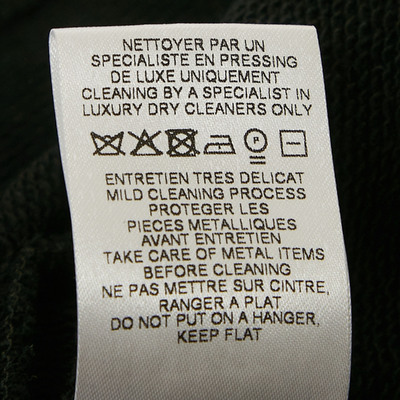 NETTOYER PAR UN
SPECIALISTE EN PRESSING
DE LUXE UNIQUEMENT
CLEANING BY A SPECIALIST IN
LUXURY DRY CLEANERS ONLY
P
ENTRETIEN TRES DELICAT
MILD CLEANING PROCESS
PROTEGER LES
PIECES METALLIQUES
AVANT ENTRETIEN
TAKE CARE OF METAL ITEMS
BEFORE CLEANING
NE PAS METTRE SUR CINTRE,
RANGER A PLAT
DO NOT PUT ON A HANGER,
KEEP FLAT